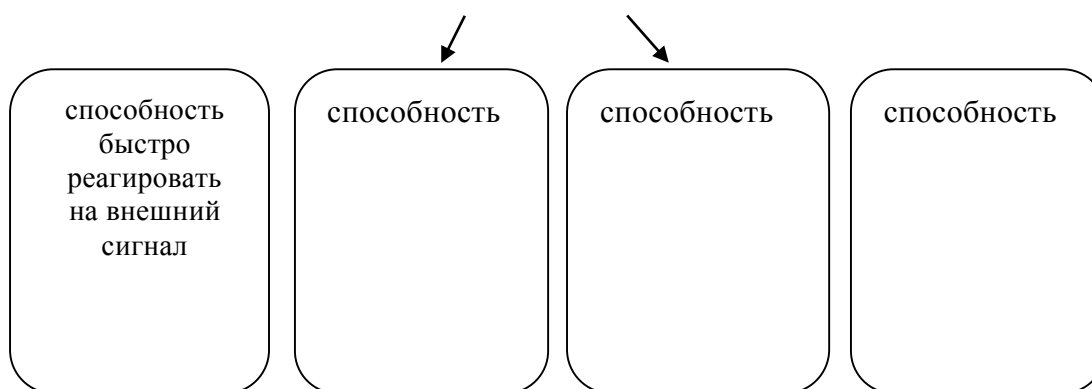 способность
быстро
реагировать
на внешний
сигнал
способность
способность
способность